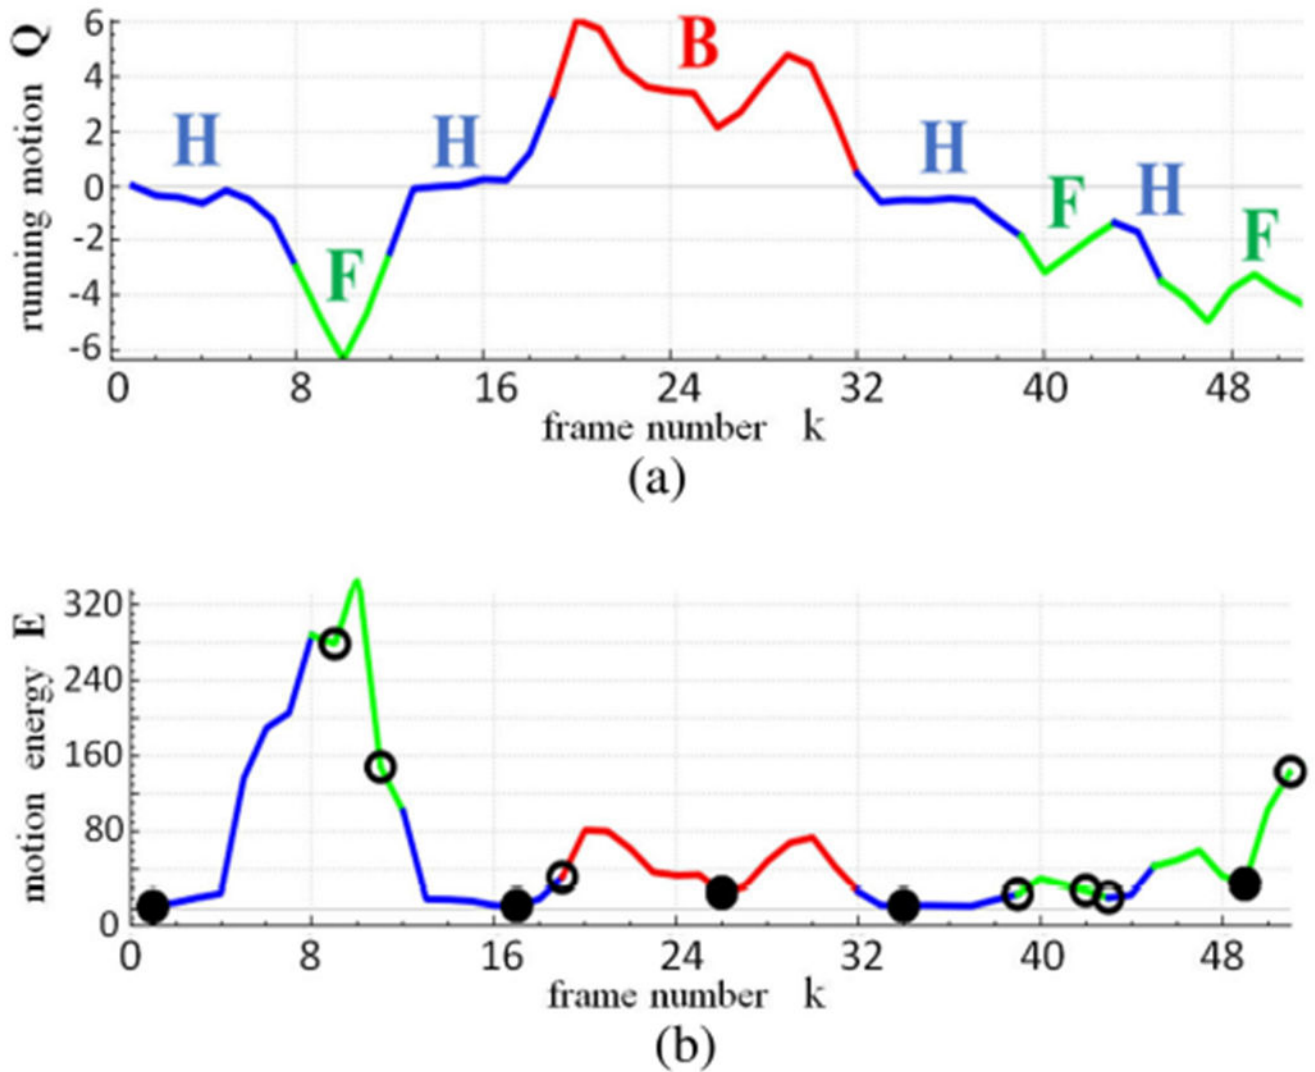 running motion Q
6
4
2
0
-2
-4
-6
H
F
H
B
H
F
H
F
0 8 16 24 32 40 48
frame number k
(a)
motion energy E
320
240
160
80
0
0 8 16 24 32 40 48
frame number k
(b)